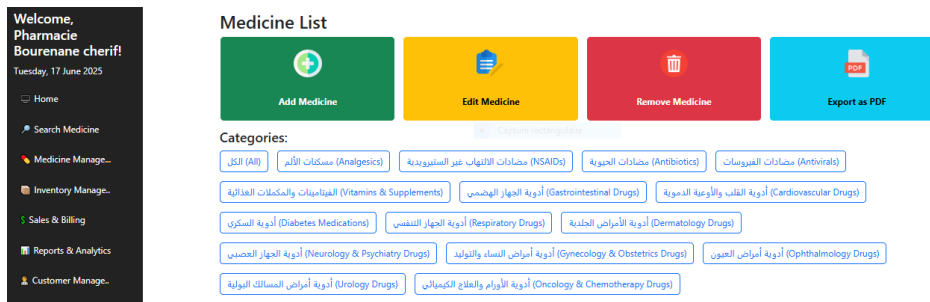 Welcome,
Pharmacie
Bourenane cherif!
Tuesday, 17 June 2025
Home
Search Medicine
Medicine Manage...
Inventory Manage..
Sales & Billing
Reports & Analytics
Customer Manage..
Medicine List
Add Medicine
Edit Medicine
Remove Medicine
PDF
Export as PDF
Capture rectangulaire
Categories:
الكل (All)
مسكنات الألم (Analgesics)
مضادات الالتهاب غير الستيرويدية (NSAIDs)
مضادات الحيوية (Antibiotics)
مضادات الفيروسات (Antivirals)
الفيتامينات والمكملات الغذائية (Vitamins & Supplements)
أدوية الجهاز الهضمي (Gastrointestinal Drugs)
أدوية القلب والأوعية الدموية (Cardiovascular Drugs)
أدوية السكري (Diabetes Medications)
أدوية الجهاز التنفسي (Respiratory Drugs)
أدوية الأمراض الجلدية (Dermatology Drugs)
أدوية الجهاز العصبي (Neurology & Psychiatry Drugs)
أدوية أمراض النساء والتوليد (Gynecology & Obstetrics Drugs)
أدوية أمراض العيون (Ophthalmology Drugs)
أدوية أمراض المسالك البولية (Urology Drugs)
أدوية الأورام والعلاج الكيميائي (Oncology & Chemotherapy Drugs)